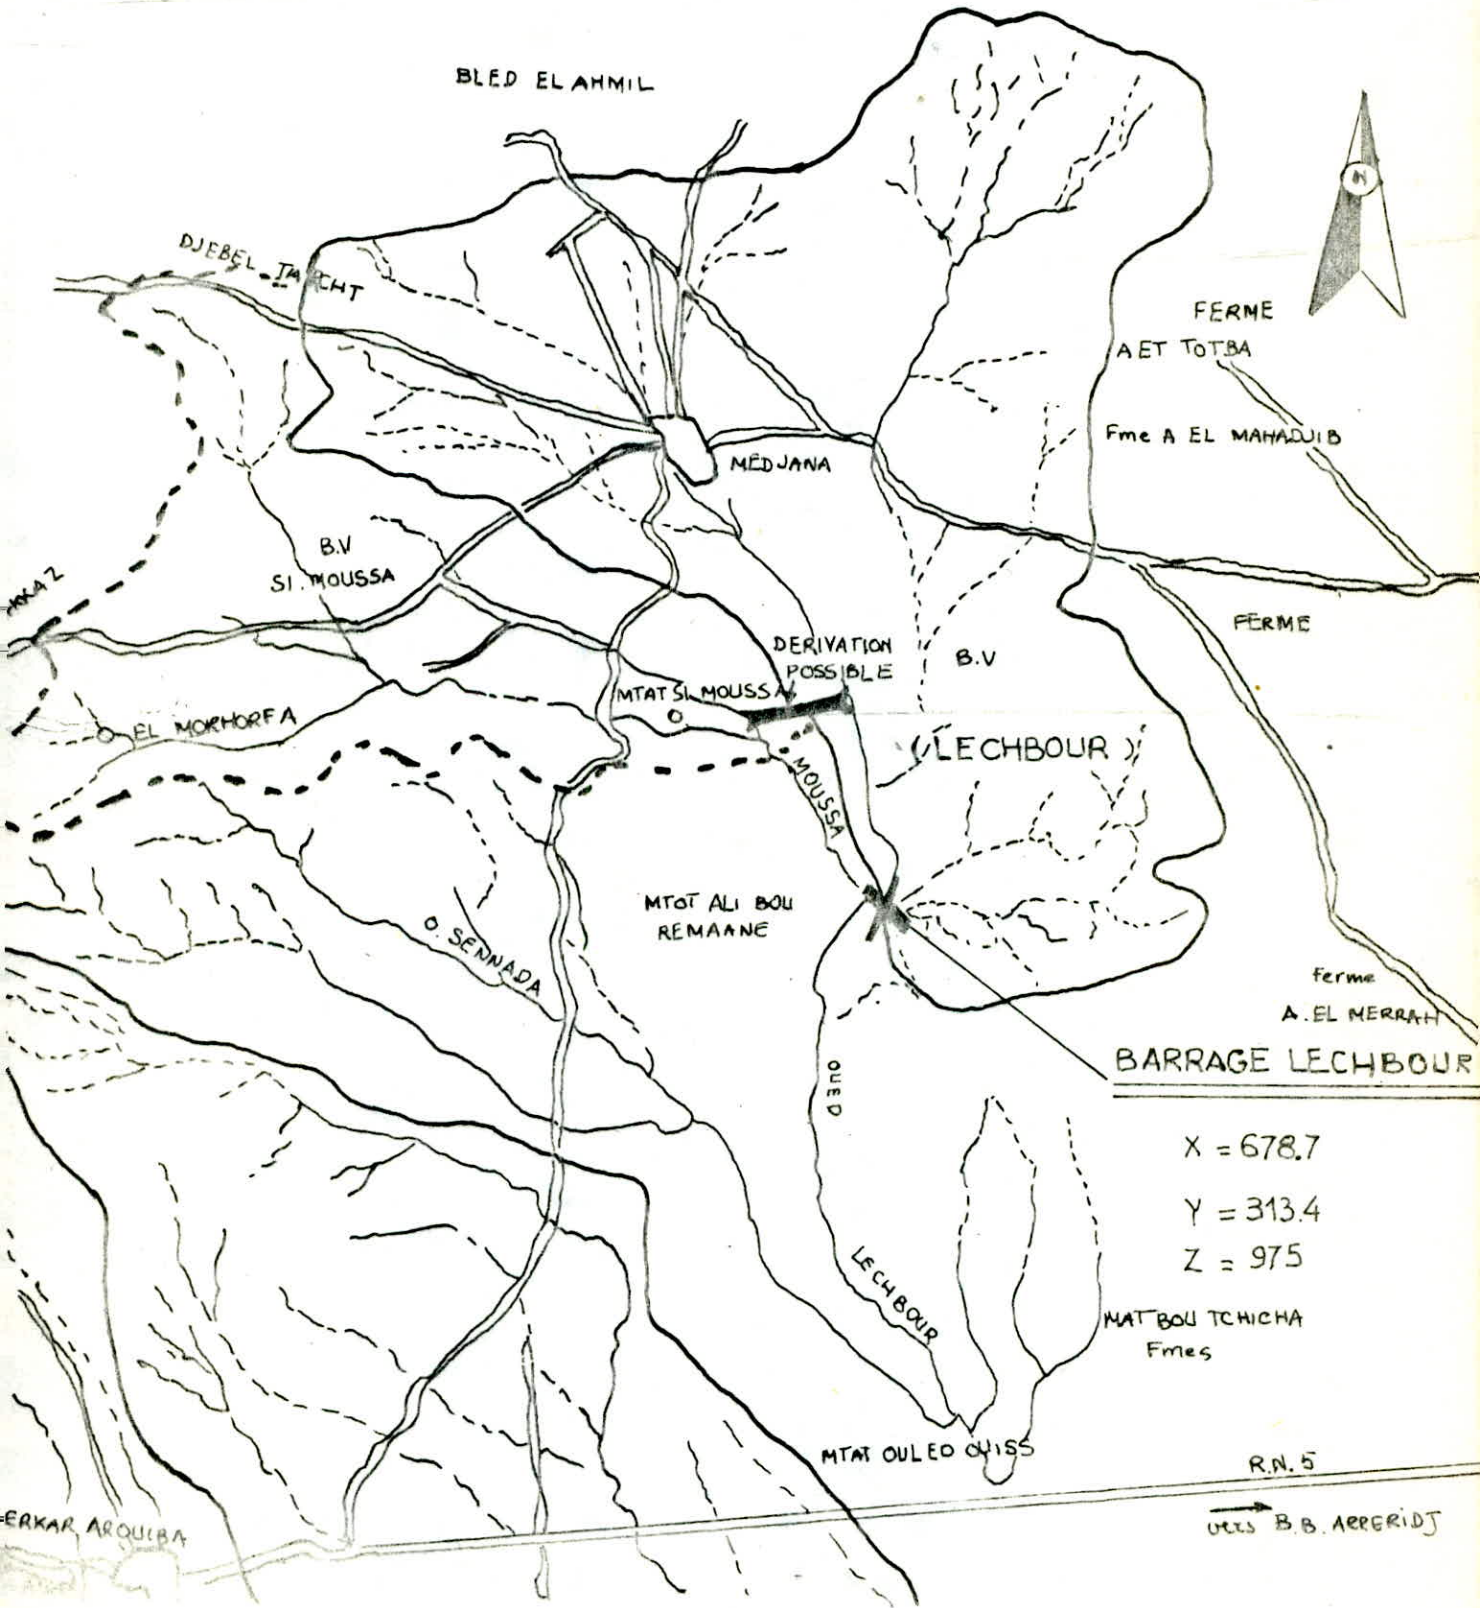 BLED EL AHMIL
N
DJEBEL
FERME
A ET TOTBA
Fme A EL MAHADJIB
MEDJANA
B.V
SI. MOUSSA
FERME
DERIVATION
POSSIBLE
B.V
MTAT SI MOUSSA
EL MORHORFA
(LECHBOUR)
MOUSSA
MTOT ALI BOU
REMAANE
O. SENNADA
Ferme
A. EL MERRAH
BARRAGE LECHBOUR
OUED
X = 678.7
Y = 313.4
Z = 975
LECHBOUR
MAT BOU TCHICHA
Fmes
MTAT OULED OUISS
R.N. 5
vers B.B. ARRERIDJ
ERKAR ARQUIBA